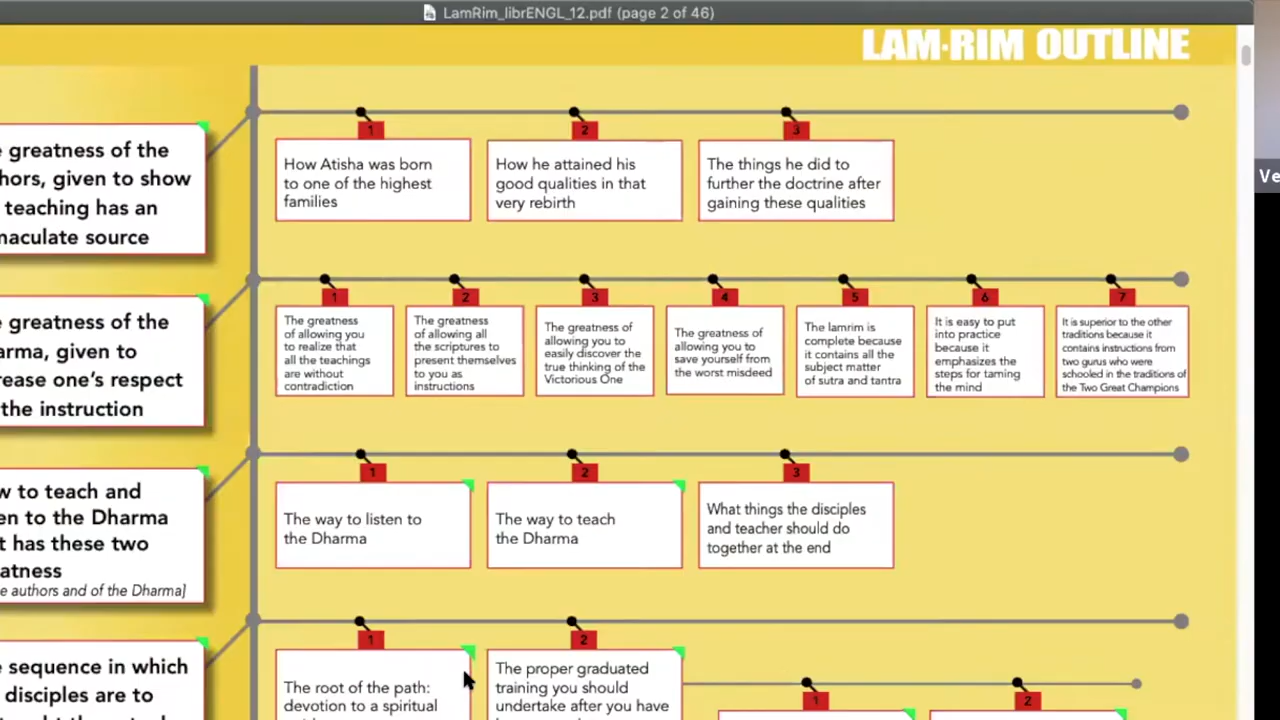 LamRim_librENGL_12.pdf (page 2 of 46)
LAM·RIM OUTLINE
greatness of the
given to show
teaching has an
source
1
How Atisha was born
to one of the highest
families
2
How he attained his
good qualities in that
very rebirth
3
The things he did to
further the doctrine after
gaining these qualities
greatness of the
given to
one's respect
the instruction
1
The greatness
of allowing you
to realize that
all the teachings
are without
contradiction
2
The greatness
of allowing all
the scriptures to
present themselves
to you as
instructions
3
The greatness of
allowing you to
easily discover the
true thinking of the
Victorious One
4
The greatness of
allowing you to
save yourself from
the worst misdeed
5
The lamrim is
complete because
it contains all the
subject matter
of sutra and tantra
6
It is easy to put
into practice
because it
emphasizes the
steps for taming
the mind
7
It is superior to the other
traditions because it
contains instructions from
two gurus who were
schooled in the traditions of
the Two Great Champions
to teach and
to the Dharma
has these two
authors and of the Dharma]
1
The way to listen to
the Dharma
2
The way to teach
the Dharma
3
What things the disciples
and teacher should do
together at the end
sequence in which
disciples are to
1
The root of the path:
devotion to a spiritual
2
The proper graduated
training you should
undertake after you have
1
2
Ve